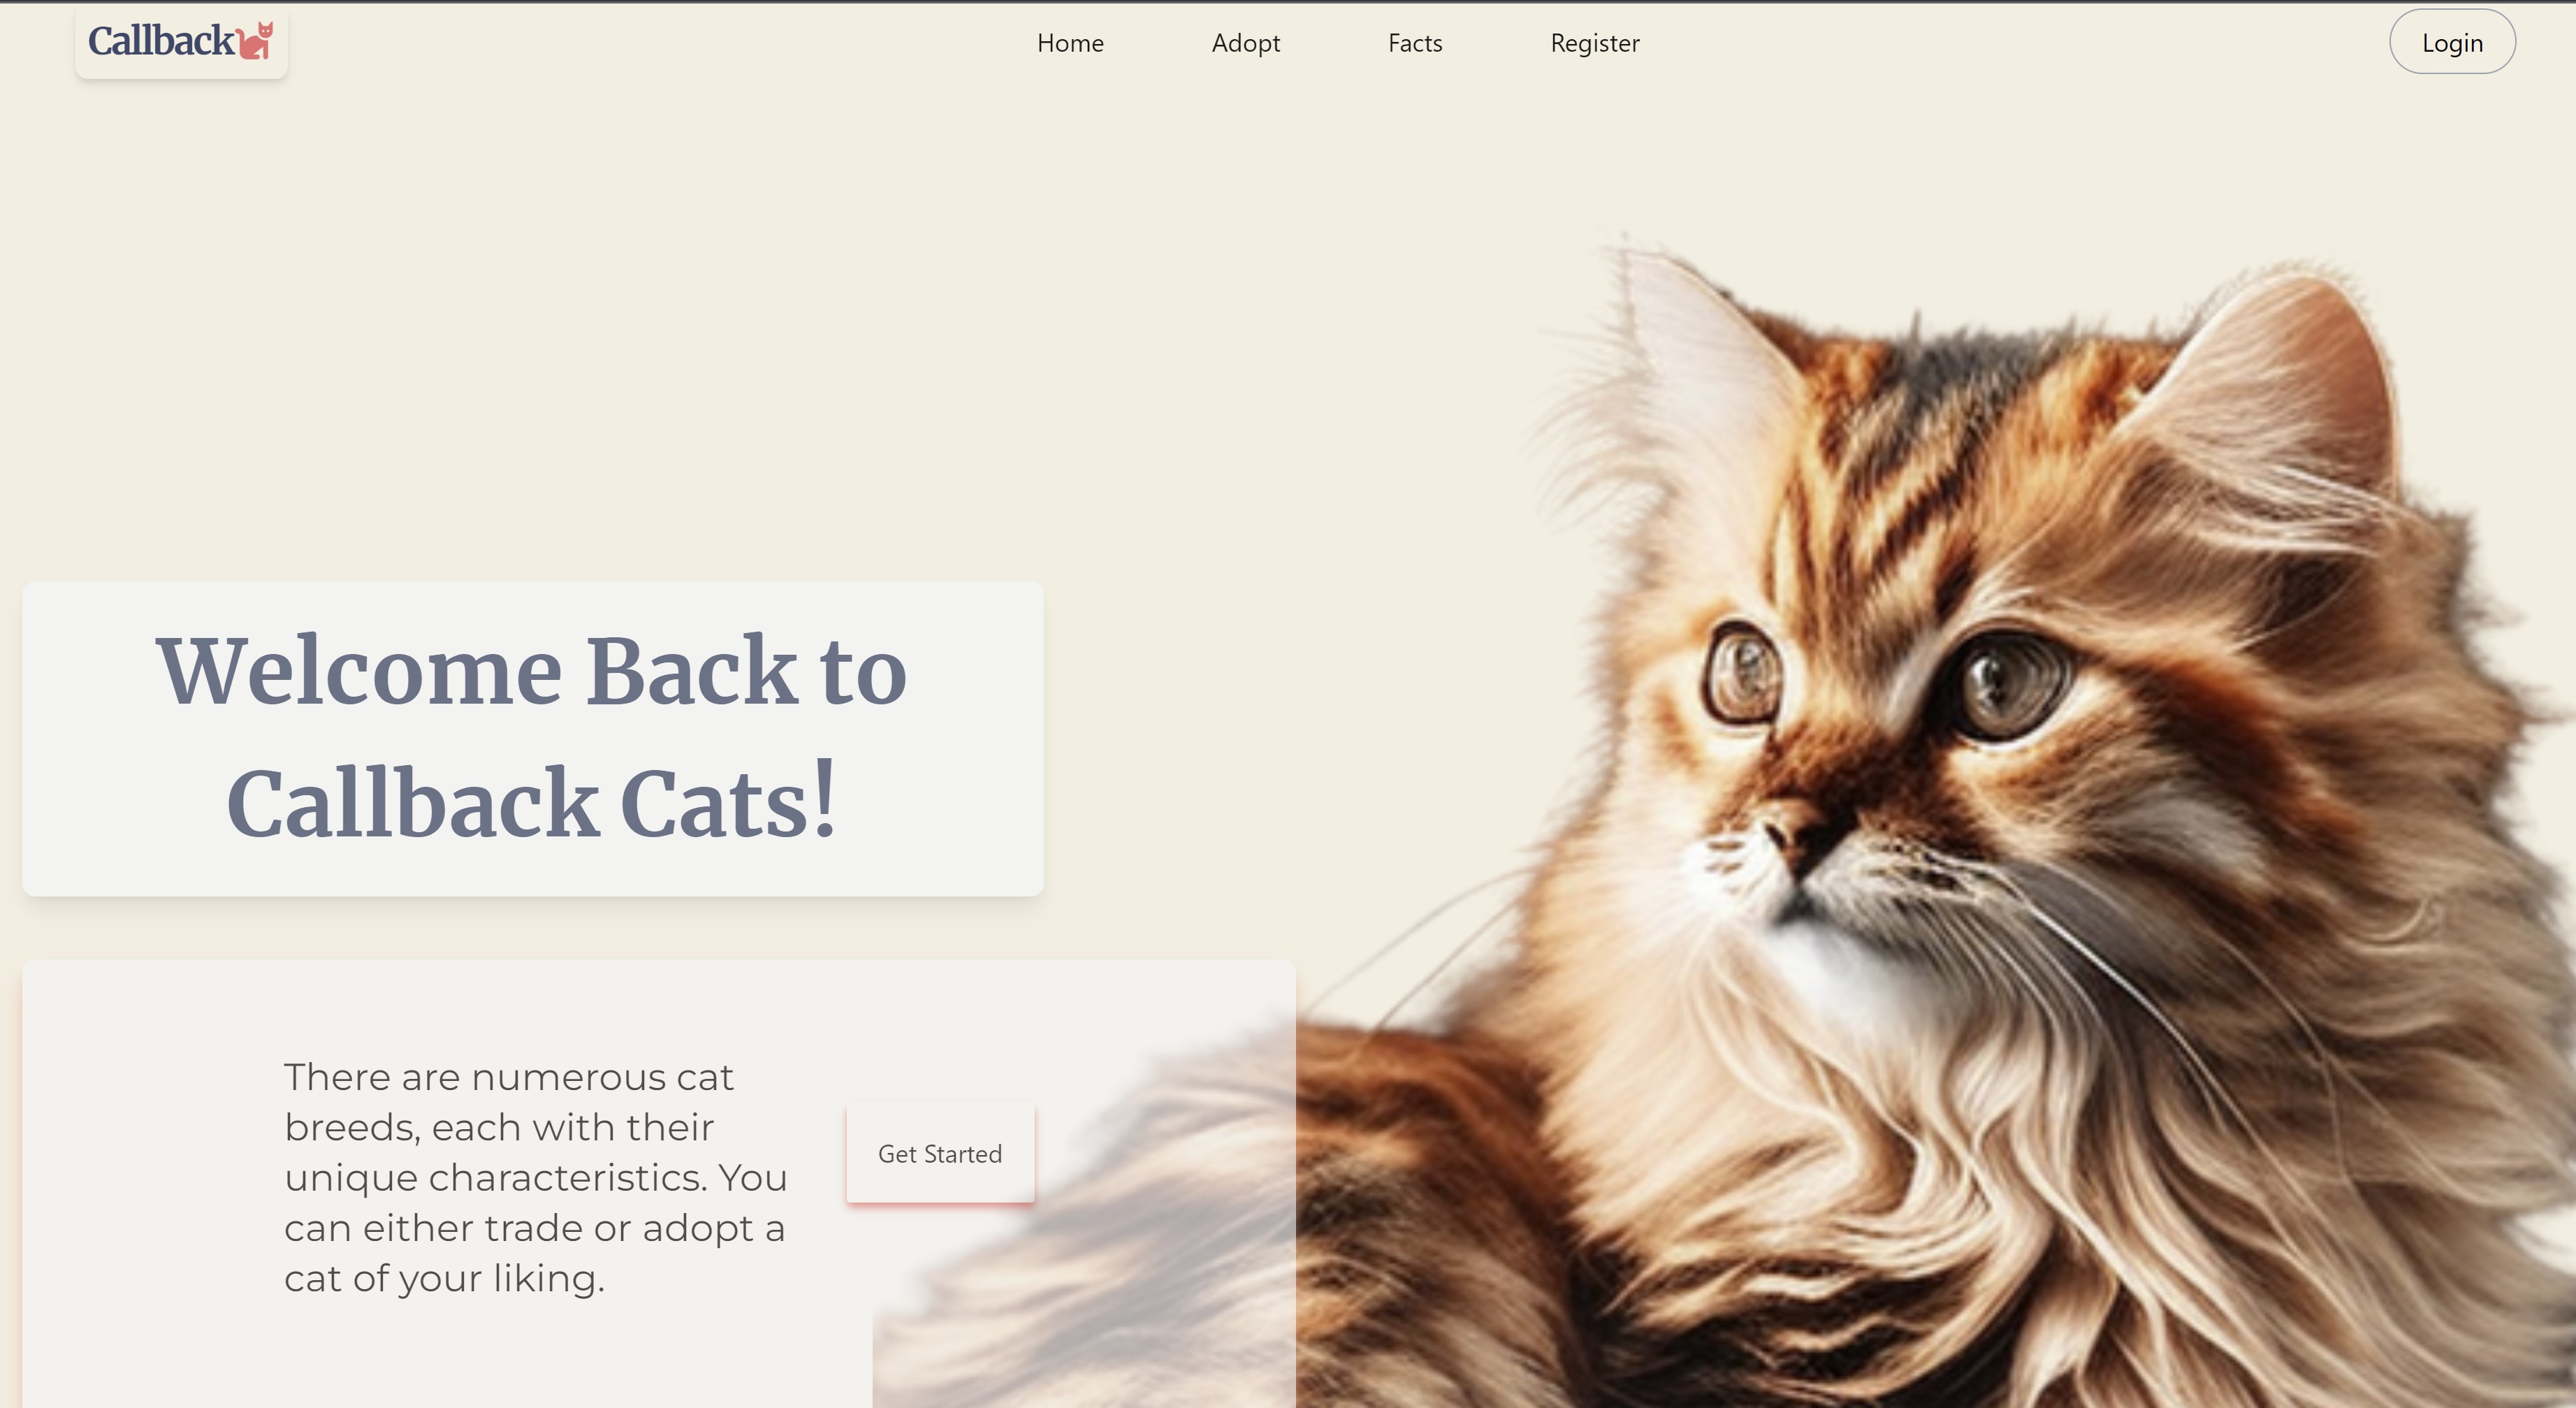 Callback
Home
Adopt
Facts
Register
Login
Welcome Back to
Callback Cats!
There are numerous cat
breeds, each with their
unique characteristics. You
can either trade or adopt a
cat of your liking.
Get Started